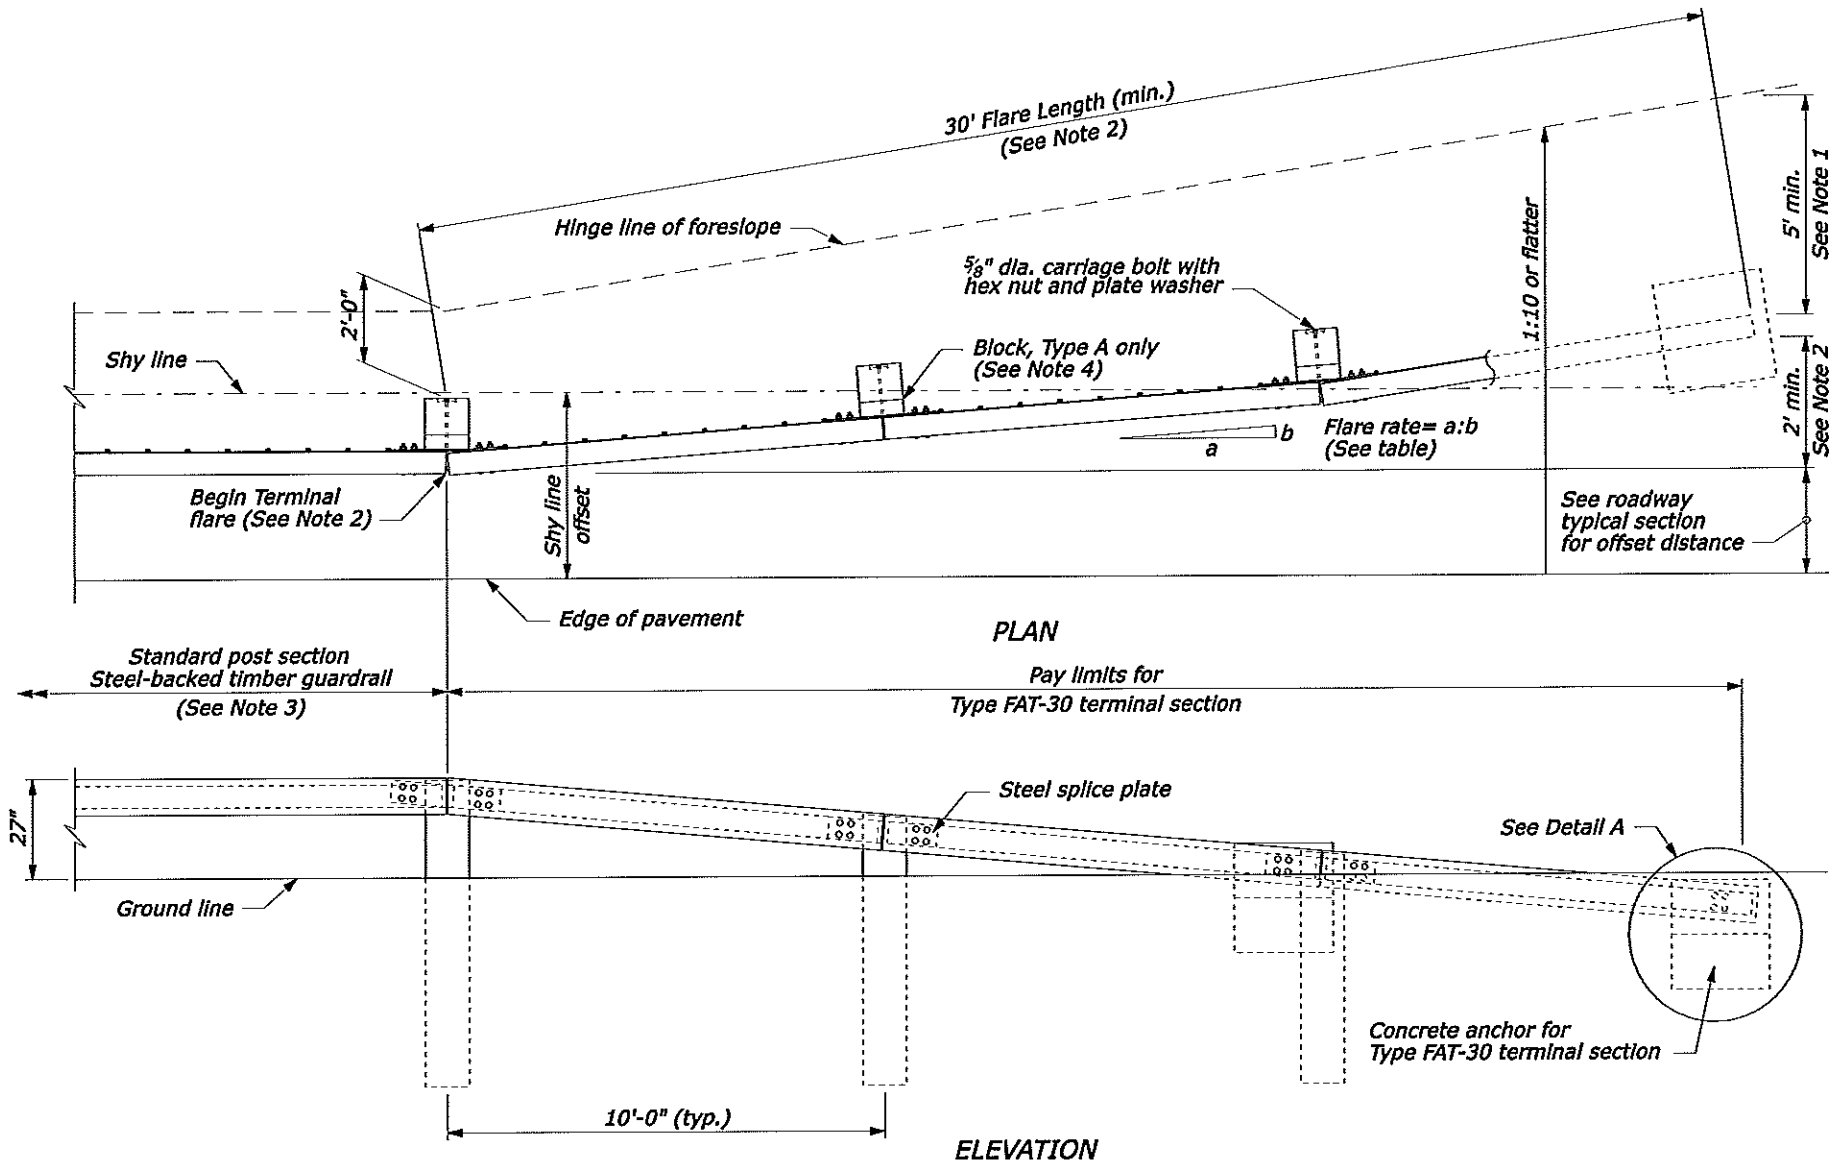 30' Flare Length (min.)
(See Note 2)
Hinge line of foreslope
5/8" dia. carriage bolt with
hex nut and plate washer
2'-0"
Shy line
Block, Type A only
(See Note 4)
1:10 or flatter
5' min.
See Note 1
2' min.
See Note 2
a
b
Flare rate= a:b
(See table)
Begin Terminal
flare (See Note 2)
Shy line
offset
See roadway
typical section
for offset distance
Edge of pavement
PLAN
Standard post section
Steel-backed timber guardrail
(See Note 3)
Pay limits for
Type FAT-30 terminal section
27"
Steel splice plate
See Detail A
Ground line
Concrete anchor for
Type FAT-30 terminal section
10'-0" (typ.)
ELEVATION